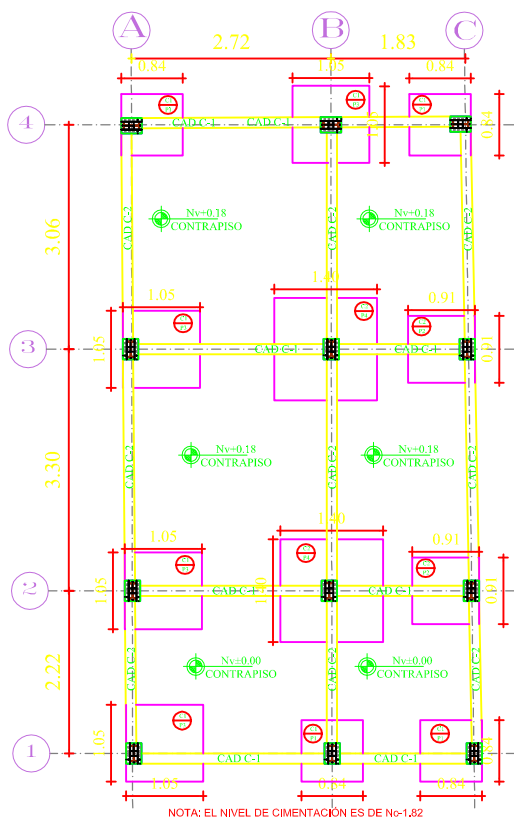 A B C
2.72 1.83
0.84 1.05 0.84
4
CAD C-1 CAD C-1
1.05 0.84
CAD C-2 CAD C-2 CAD C-2
3.06
Nv+0.18 Nv+0.18
CONTRAPISO CONTRAPISO
1.40
1.05 0.91
3
1.05 CAD C-1 CAD C-1 0.91
3.30
Nv+0.18 Nv+0.18
CONTRAPISO CONTRAPISO
CAD C-2 CAD C-2 CAD C-2
1.40
1.05 0.91
2
1.05 CAD C-1 1.40 CAD C-1 0.91
2.22
Nv±0.00 Nv±0.00
CONTRAPISO CONTRAPISO
CAD C-2 CAD C-2
1
1.05 CAD C-1 CAD C-1 0.84
1.05 0.84 0.84
NOTA: EL NIVEL DE CIMENTACIÓN ES DE No-1.82